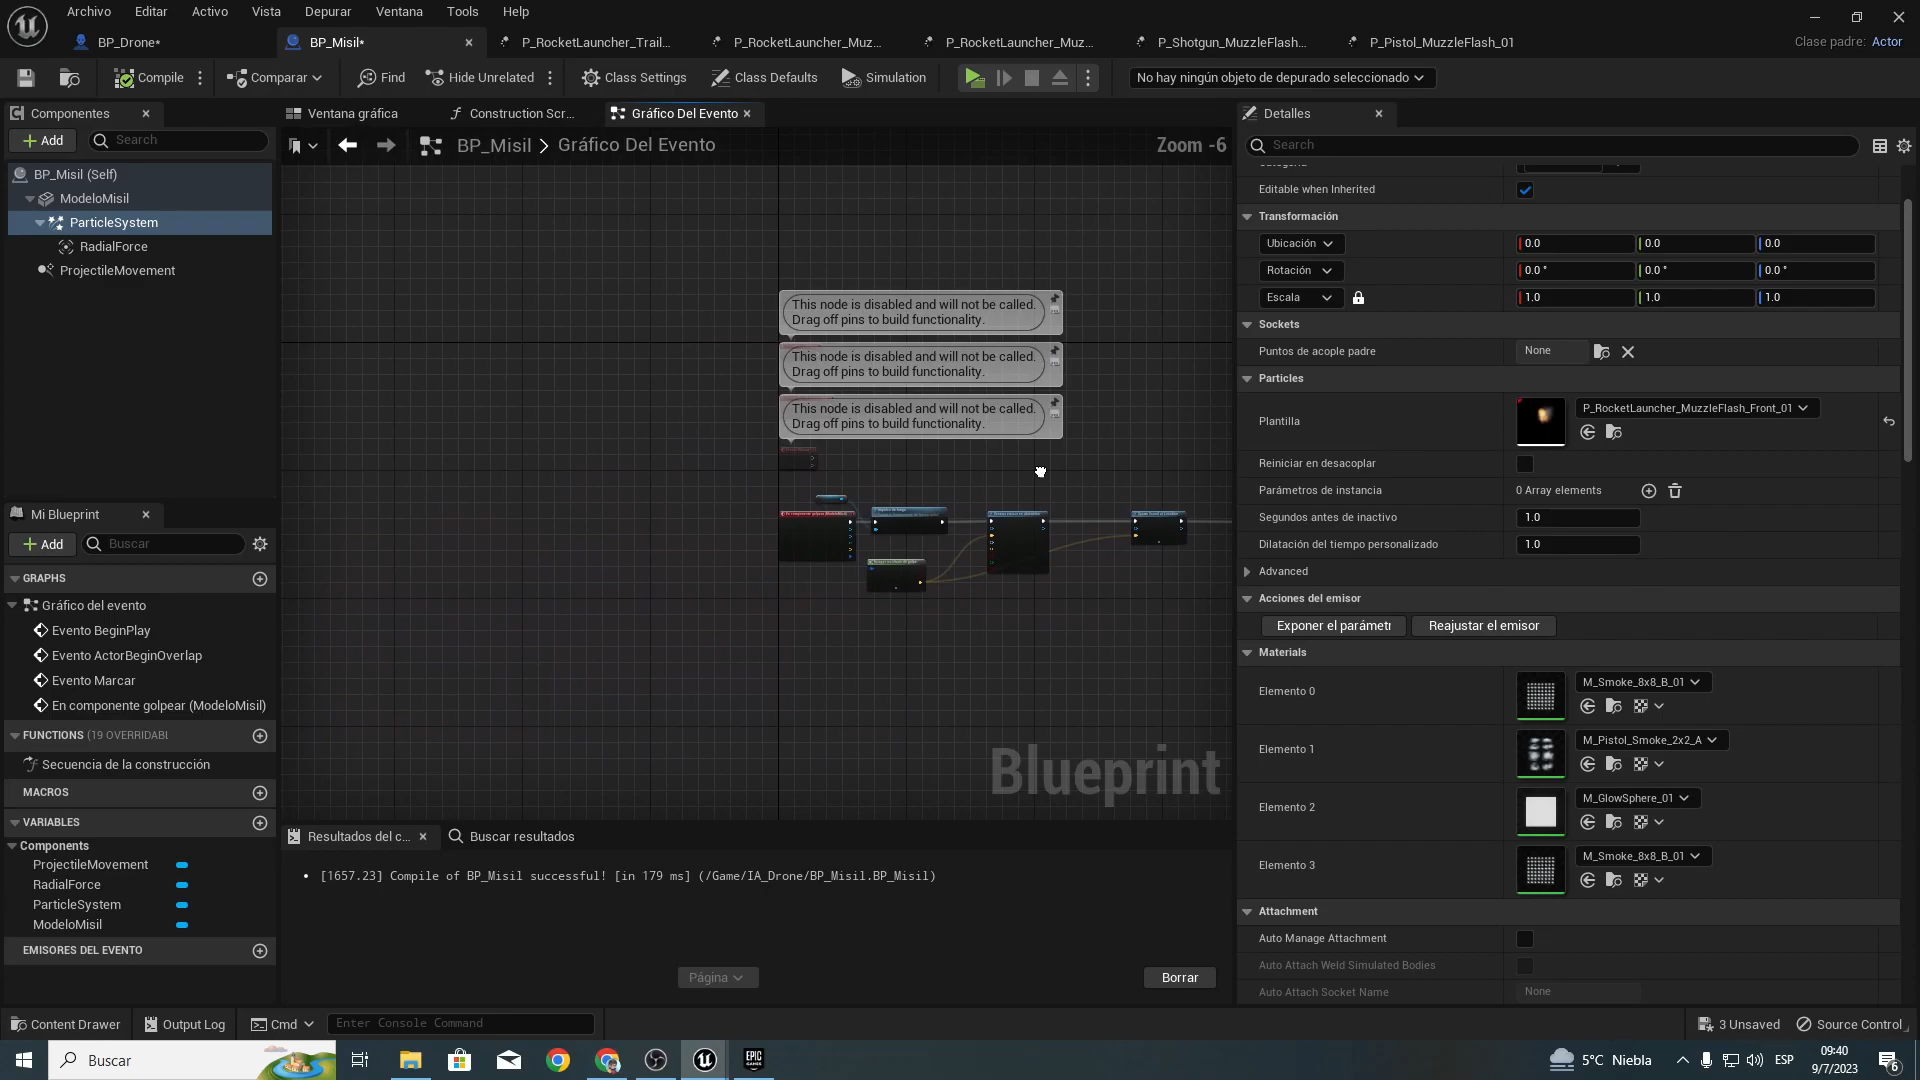 Archivo Editar Activo Vista Depurar Ventana Tools Help
BP_Drone* BP_Misil* P_RocketLauncher_Trail... P_RocketLauncher_Muz... P_RocketLauncher_Muz... P_Shotgun_MuzzleFlash... P_Pistol_MuzzleFlash_01 Clase padre: Actor
Compile Comparar Find Hide Unrelated Class Settings Class Defaults Simulation No hay ningún objeto de depurado seleccionado
Componentes
Add Search
BP_Misil (Self)
ModeloMisil
ParticleSystem
RadialForce
ProjectileMovement
Mi Blueprint
Add Buscar
GRAPHS
Gráfico del evento
Evento BeginPlay
Evento ActorBeginOverlap
Evento Marcar
En componente golpear (ModeloMisil)
FUNCTIONS (19 OVERRIDABL
Secuencia de la construcción
MACROS
VARIABLES
Components
ProjectileMovement
RadialForce
ParticleSystem
ModeloMisil
EMISORES DEL EVENTO
Ventana gráfica Construction Scr... Gráfico Del Evento
BP_Misil > Gráfico Del Evento Zoom -6
This node is disabled and will not be called.
Drag off pins to build functionality.
This node is disabled and will not be called.
Drag off pins to build functionality.
This node is disabled and will not be called.
Drag off pins to build functionality.
Blueprint
Resultados del c... Buscar resultados
[1657.23] Compile of BP_Misil successful! [in 179 ms] (/Game/IA_Drone/BP_Misil.BP_Misil)
Página Borrar
Detalles
Search
Editable when Inherited
Transformación
Ubicación 0.0 0.0 0.0
Rotación 0.0 ° 0.0 ° 0.0 °
Escala 1.0 1.0 1.0
Sockets
Puntos de acople padre None
Particles
Plantilla P_RocketLauncher_MuzzleFlash_Front_01
Reiniciar en desacoplar
Parámetros de instancia 0 Array elements
Segundos antes de inactivo 1.0
Dilatación del tiempo personalizado 1.0
Advanced
Acciones del emisor
Exponer el parámetr Reajustar el emisor
Materials
Elemento 0 M_Smoke_8x8_B_01
Elemento 1 M_Pistol_Smoke_2x2_A
Elemento 2 M_GlowSphere_01
Elemento 3 M_Smoke_8x8_B_01
Attachment
Auto Manage Attachment
Auto Attach Weld Simulated Bodies
Auto Attach Socket Name None
Content Drawer Output Log Cmd Enter Console Command 3 Unsaved Source Control
Buscar EPIC GAMES 5°C Niebla ESP 09:40
9/7/2023 6